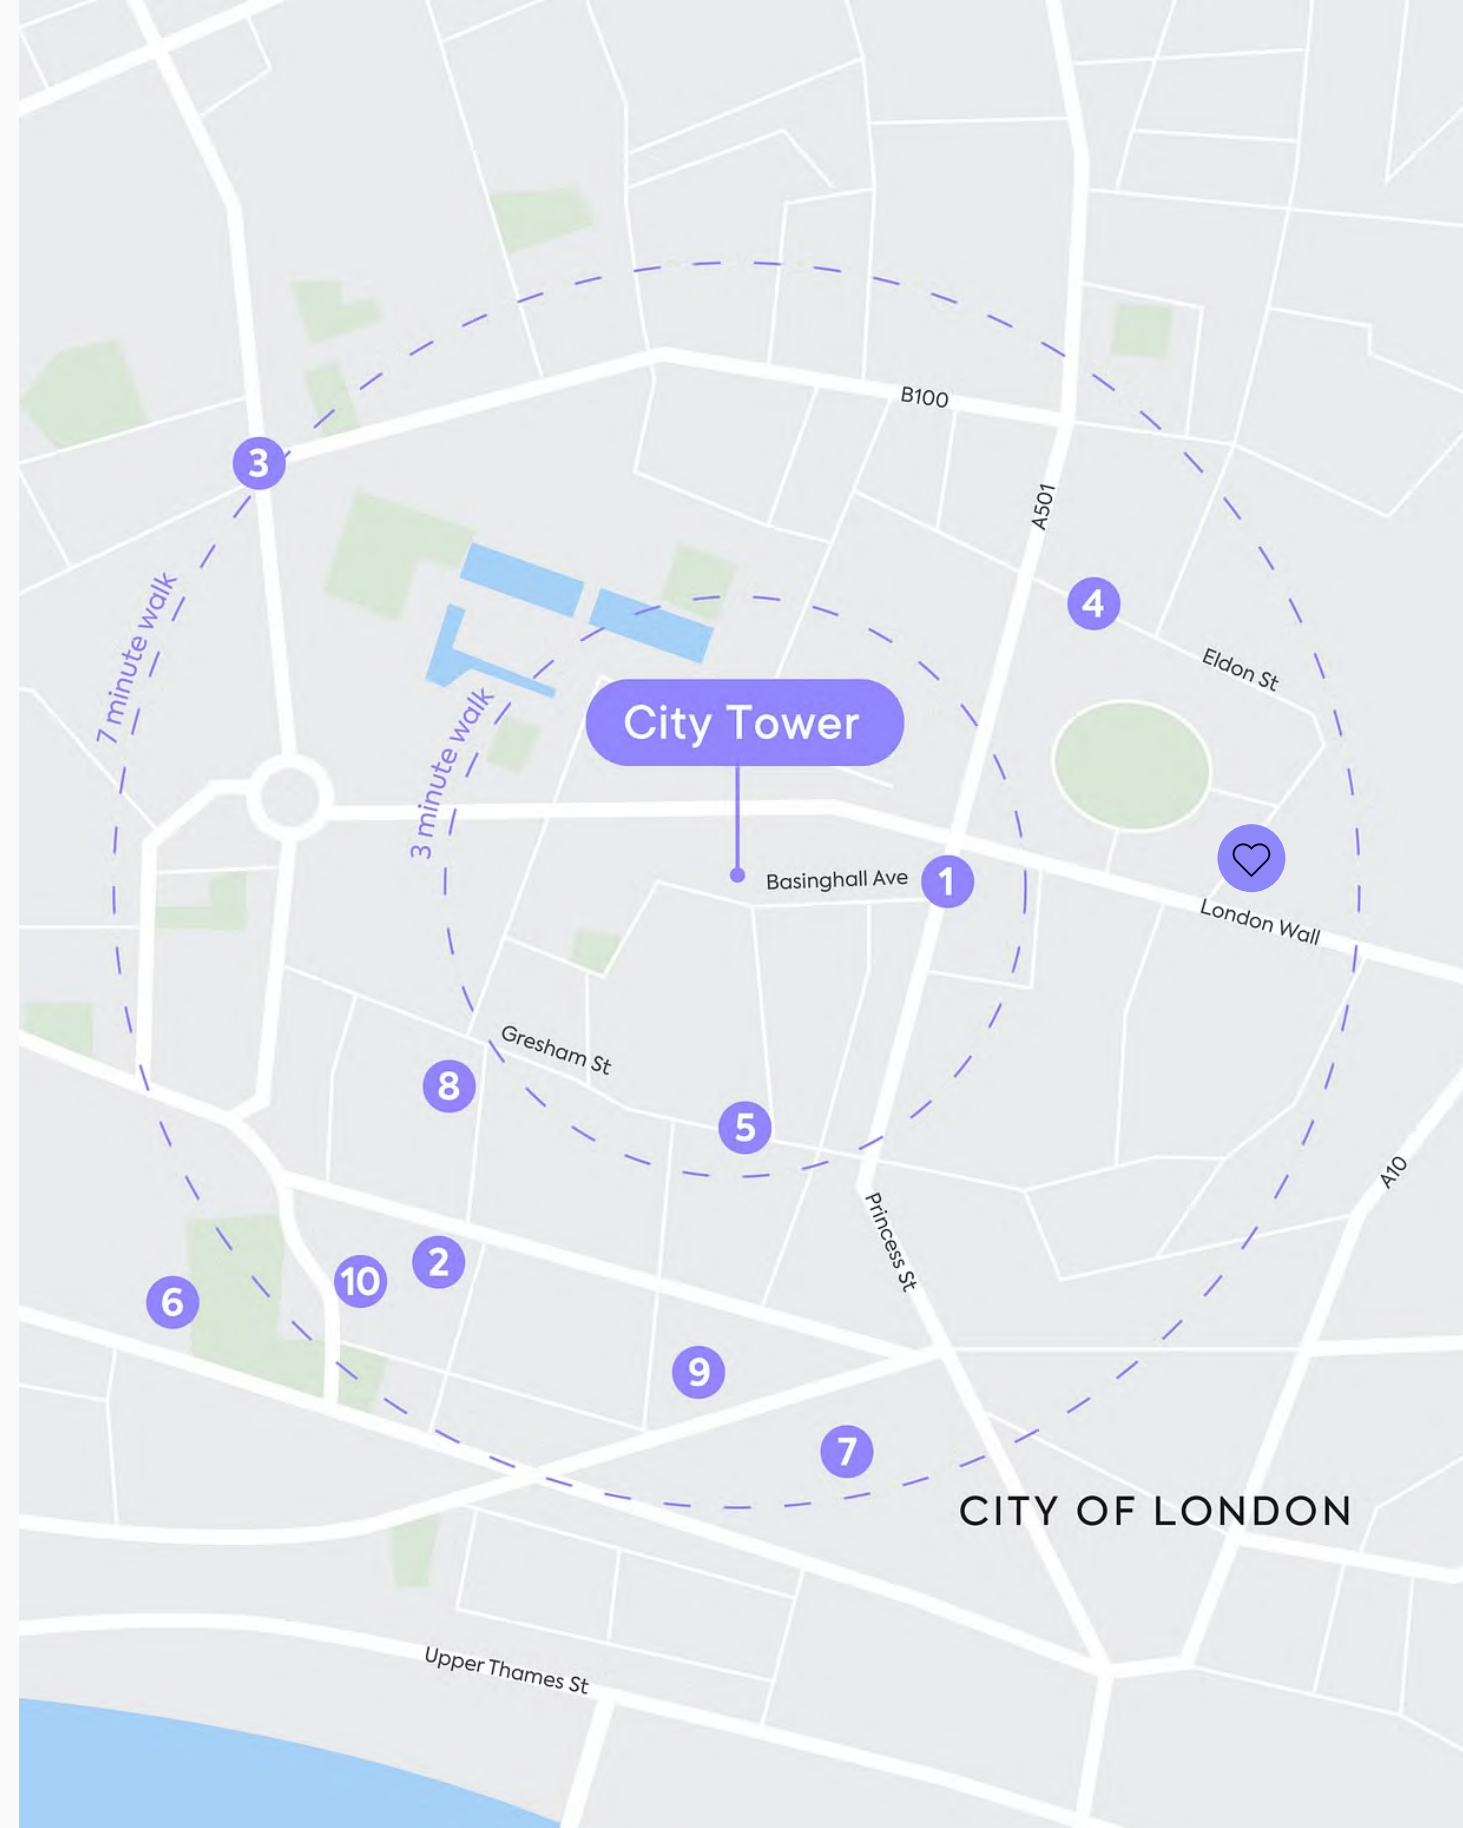 B100
A501
3
7 minute walk
4
Eldon St
3 minute walk
City Tower
Basinghall Ave
1
London Wall
Gresham St
8
5
A10
Princess St
2
10
6
9
7
CITY OF LONDON
Upper Thames St